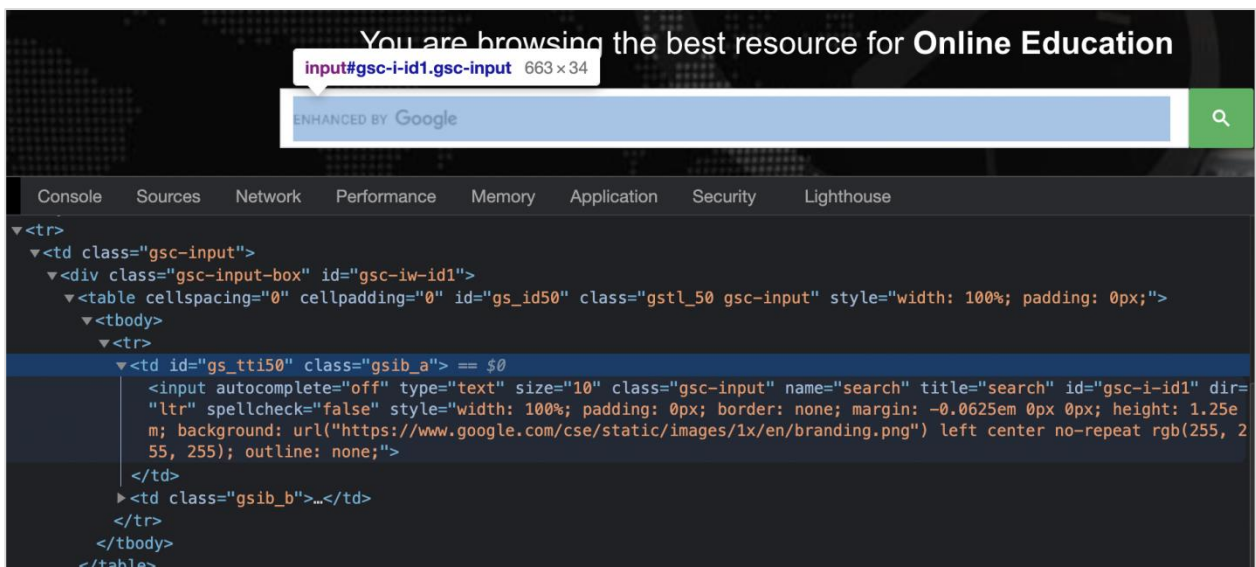 You are browsing the best resource for Online Education
input#gsc-i-id1.gsc-input 663 × 34
ENHANCED BY Google
Console Sources Network Performance Memory Application Security Lighthouse
▼<tr>
▼<td class="gsc-input">
▼<div class="gsc-input-box" id="gsc-iw-id1">
▼<table cellspacing="0" cellpadding="0" id="gs_id50" class="gstl_50 gsc-input" style="width: 100%; padding: 0px;">
▼<tbody>
▼<tr>
▼<td id="gs_tti50" class="gsib_a"> == $0
<input autocomplete="off" type="text" size="10" class="gsc-input" name="search" title="search" id="gsc-i-id1" dir=
"ltr" spellcheck="false" style="width: 100%; padding: 0px; border: none; margin: -0.0625em 0px 0px; height: 1.25e
m; background: url("https://www.google.com/cse/static/images/1x/en/branding.png") left center no-repeat rgb(255, 2
55, 255); outline: none;">
</td>
▶<td class="gsib_b">…</td>
</tr>
</tbody>
</table>